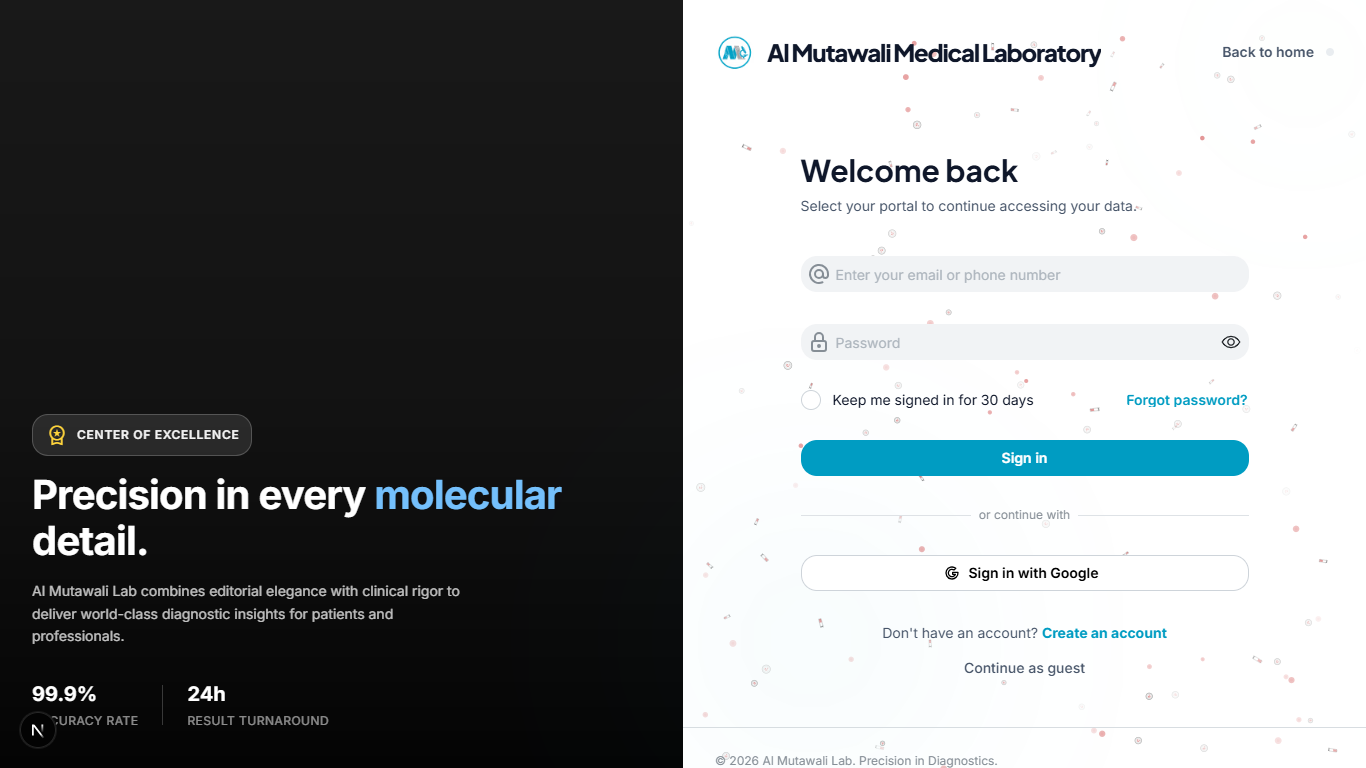 CENTER OF EXCELLENCE
Precision in every molecular
detail.
Al Mutawali Lab combines editorial elegance with clinical rigor to
deliver world-class diagnostic insights for patients and
professionals.
99.9%
CURACY RATE
24h
RESULT TURNAROUND
N
Al Mutawali Medical Laboratory
Back to home
Welcome back
Select your portal to continue accessing your data.
Enter your email or phone number
Password
Keep me signed in for 30 days
Forgot password?
Sign in
or continue with
Sign in with Google
Don't have an account? Create an account
Continue as guest
© 2026 Al Mutawali Lab. Precision in Diagnostics.